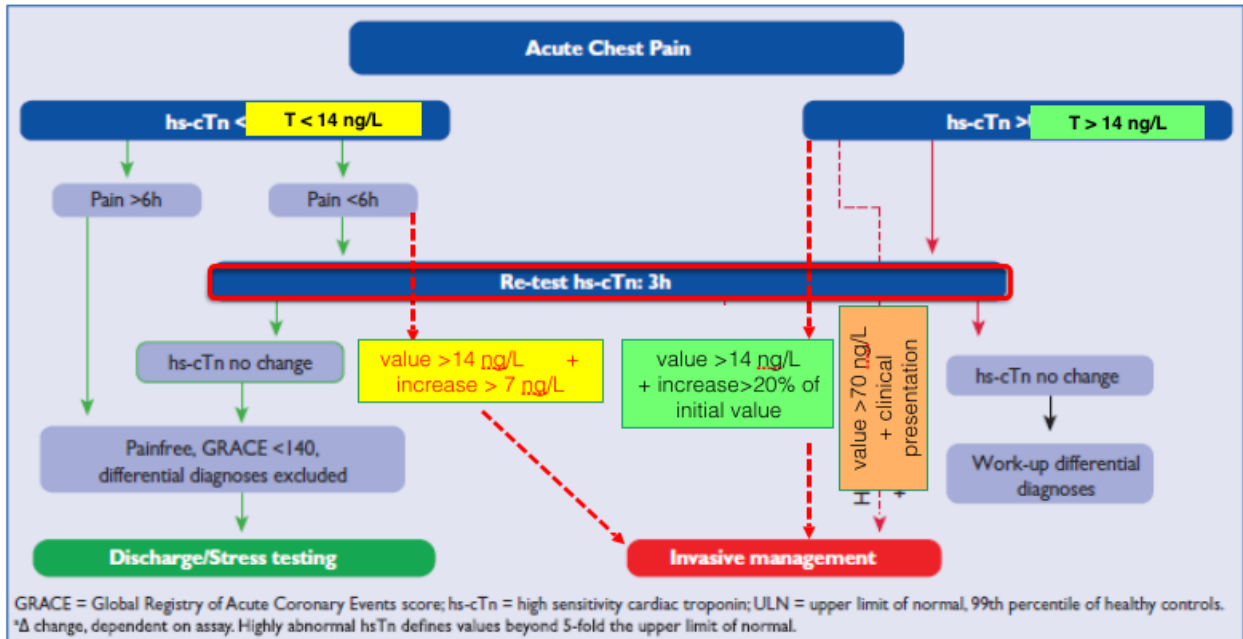 Acute Chest Pain
hs-cTn < T < 14 ng/L
hs-cTn > T > 14 ng/L
Pain >6h
Pain <6h
Re-test hs-cTn: 3h
hs-cTn no change
value >14 ng/L +
increase > 7 ng/L
value >14 ng/L
+ increase>20% of
initial value
value >70 ng/L
+ clinical
presentation
hs-cTn no change
Painfree, GRACE <140,
differential diagnoses excluded
Work-up differential
diagnoses
Discharge/Stress testing
Invasive management
GRACE = Global Registry of Acute Coronary Events score; hs-cTn = high sensitivity cardiac troponin; ULN = upper limit of normal, 99th percentile of healthy controls.
*Δ change, dependent on assay. Highly abnormal hsTn defines values beyond 5-fold the upper limit of normal.